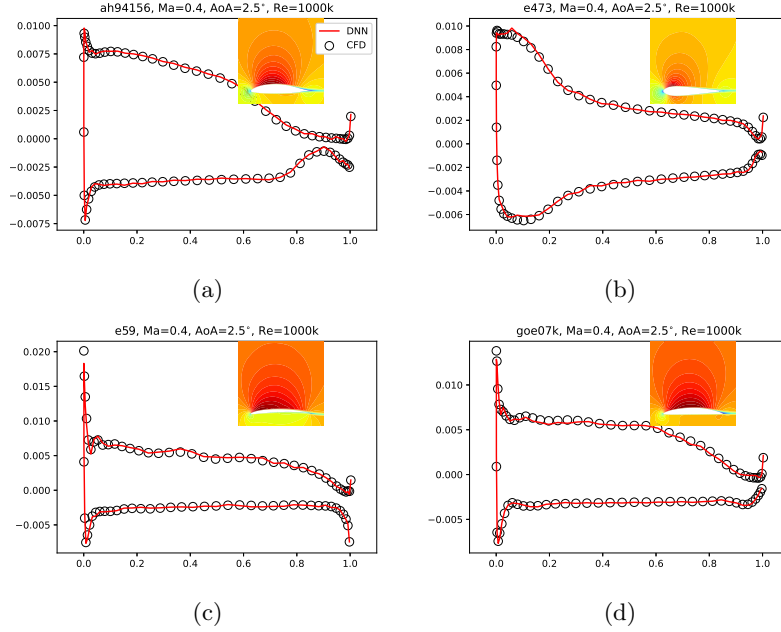 ah94156, Ma=0.4, AoA=2.5°, Re=1000k
0.0100
0.0075
0.0050
0.0025
0.0000
−0.0025
−0.0050
−0.0075
0.0 0.2 0.4 0.6 0.8 1.0
DNN
CFD
(a)
e473, Ma=0.4, AoA=2.5°, Re=1000k
0.010
0.008
0.006
0.004
0.002
0.000
−0.002
−0.004
−0.006
0.0 0.2 0.4 0.6 0.8 1.0
(b)
e59, Ma=0.4, AoA=2.5°, Re=1000k
0.020
0.015
0.010
0.005
0.000
−0.005
0.0 0.2 0.4 0.6 0.8 1.0
(c)
goe07k, Ma=0.4, AoA=2.5°, Re=1000k
0.010
0.005
0.000
−0.005
0.0 0.2 0.4 0.6 0.8 1.0
(d)